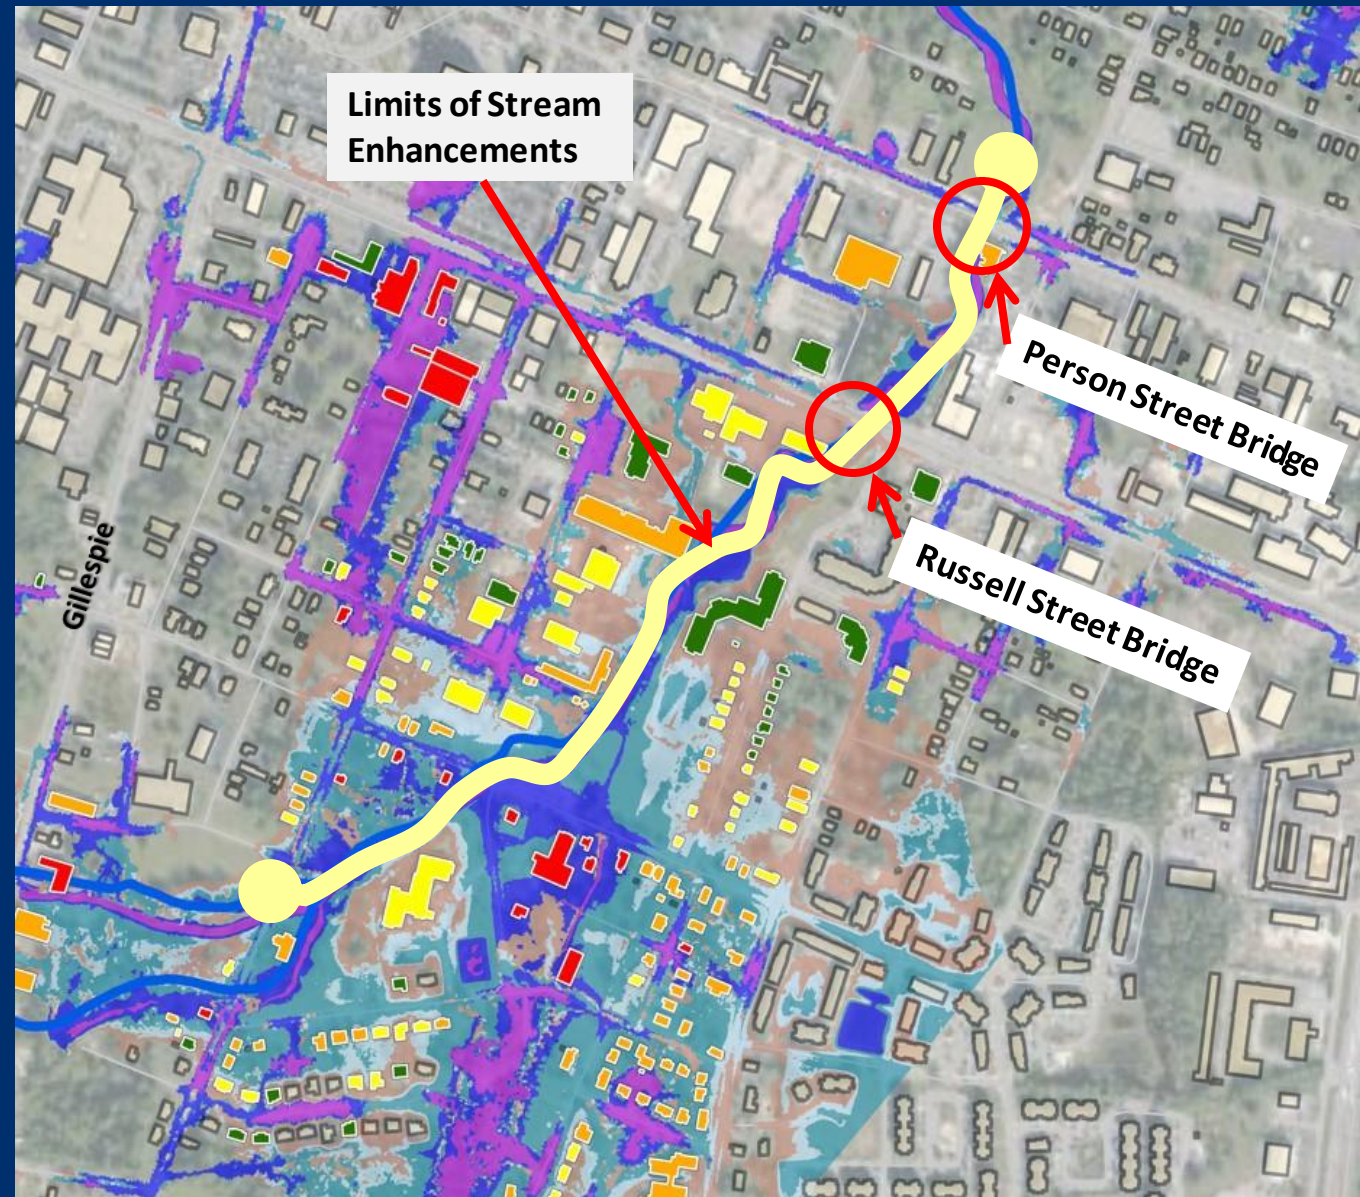 Limits of Stream
Enhancements
Person Street Bridge
Russell Street Bridge
Gillespie